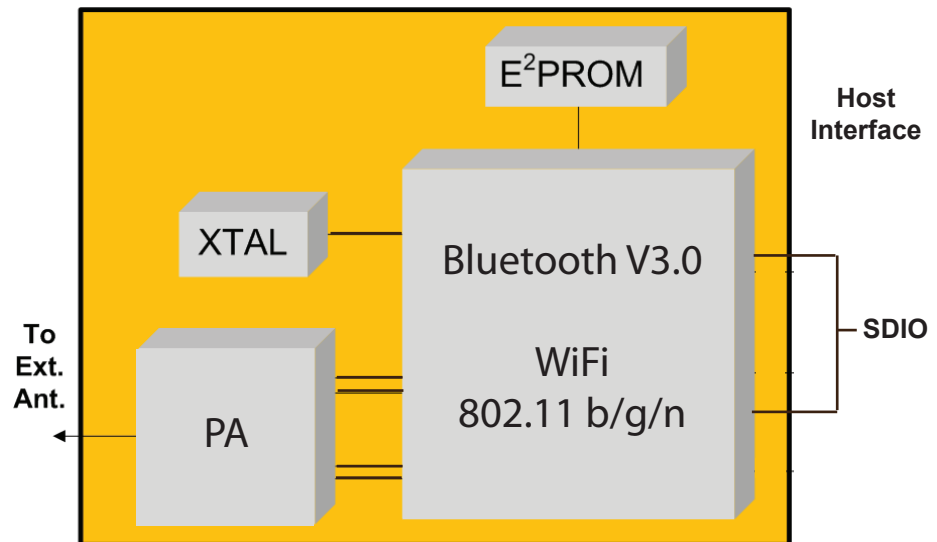 E²PROM
Host
Interface
XTAL
Bluetooth V3.0
To
Ext.
Ant.
SDIO
WiFi
802.11 b/g/n
PA